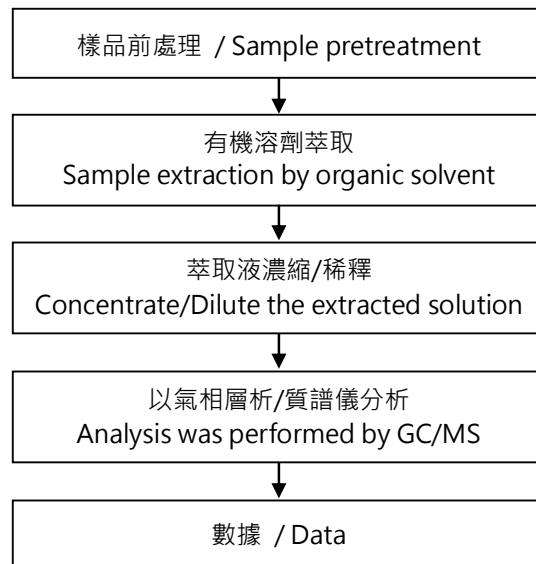 樣品前處理 / Sample pretreatment
有機溶劑萃取
Sample extraction by organic solvent
萃取液濃縮/稀釋
Concentrate/Dilute the extracted solution
以氣相層析/質譜儀分析
Analysis was performed by GC/MS
數據 / Data